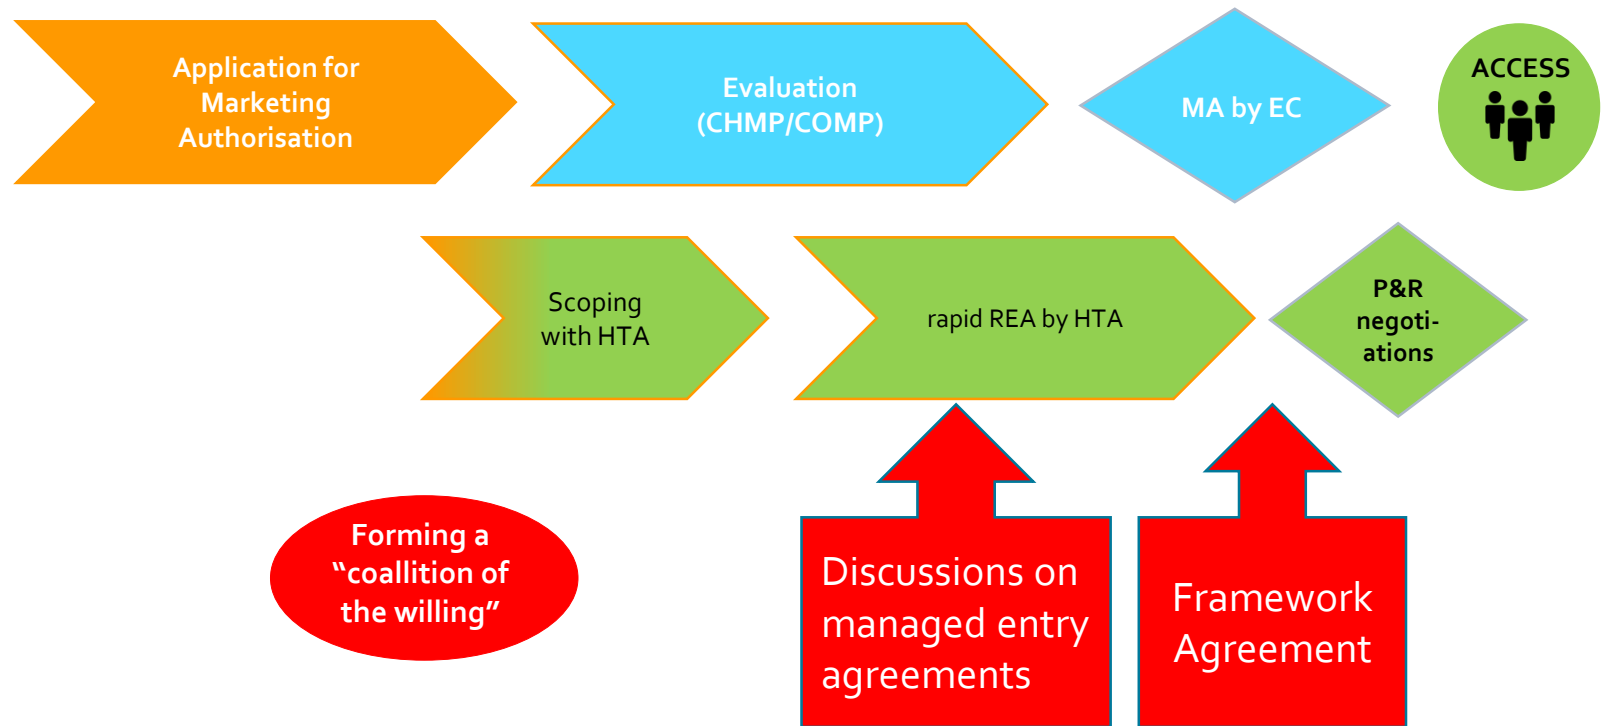 Application for
Marketing
Authorisation
Evaluation
(CHMP/COMP)
MA by EC
ACCESS
Scoping
with HTA
rapid REA by HTA
P&R
negoti-
ations
Forming a
“coallition of
the willing”
Discussions on
managed entry
agreements
Framework
Agreement